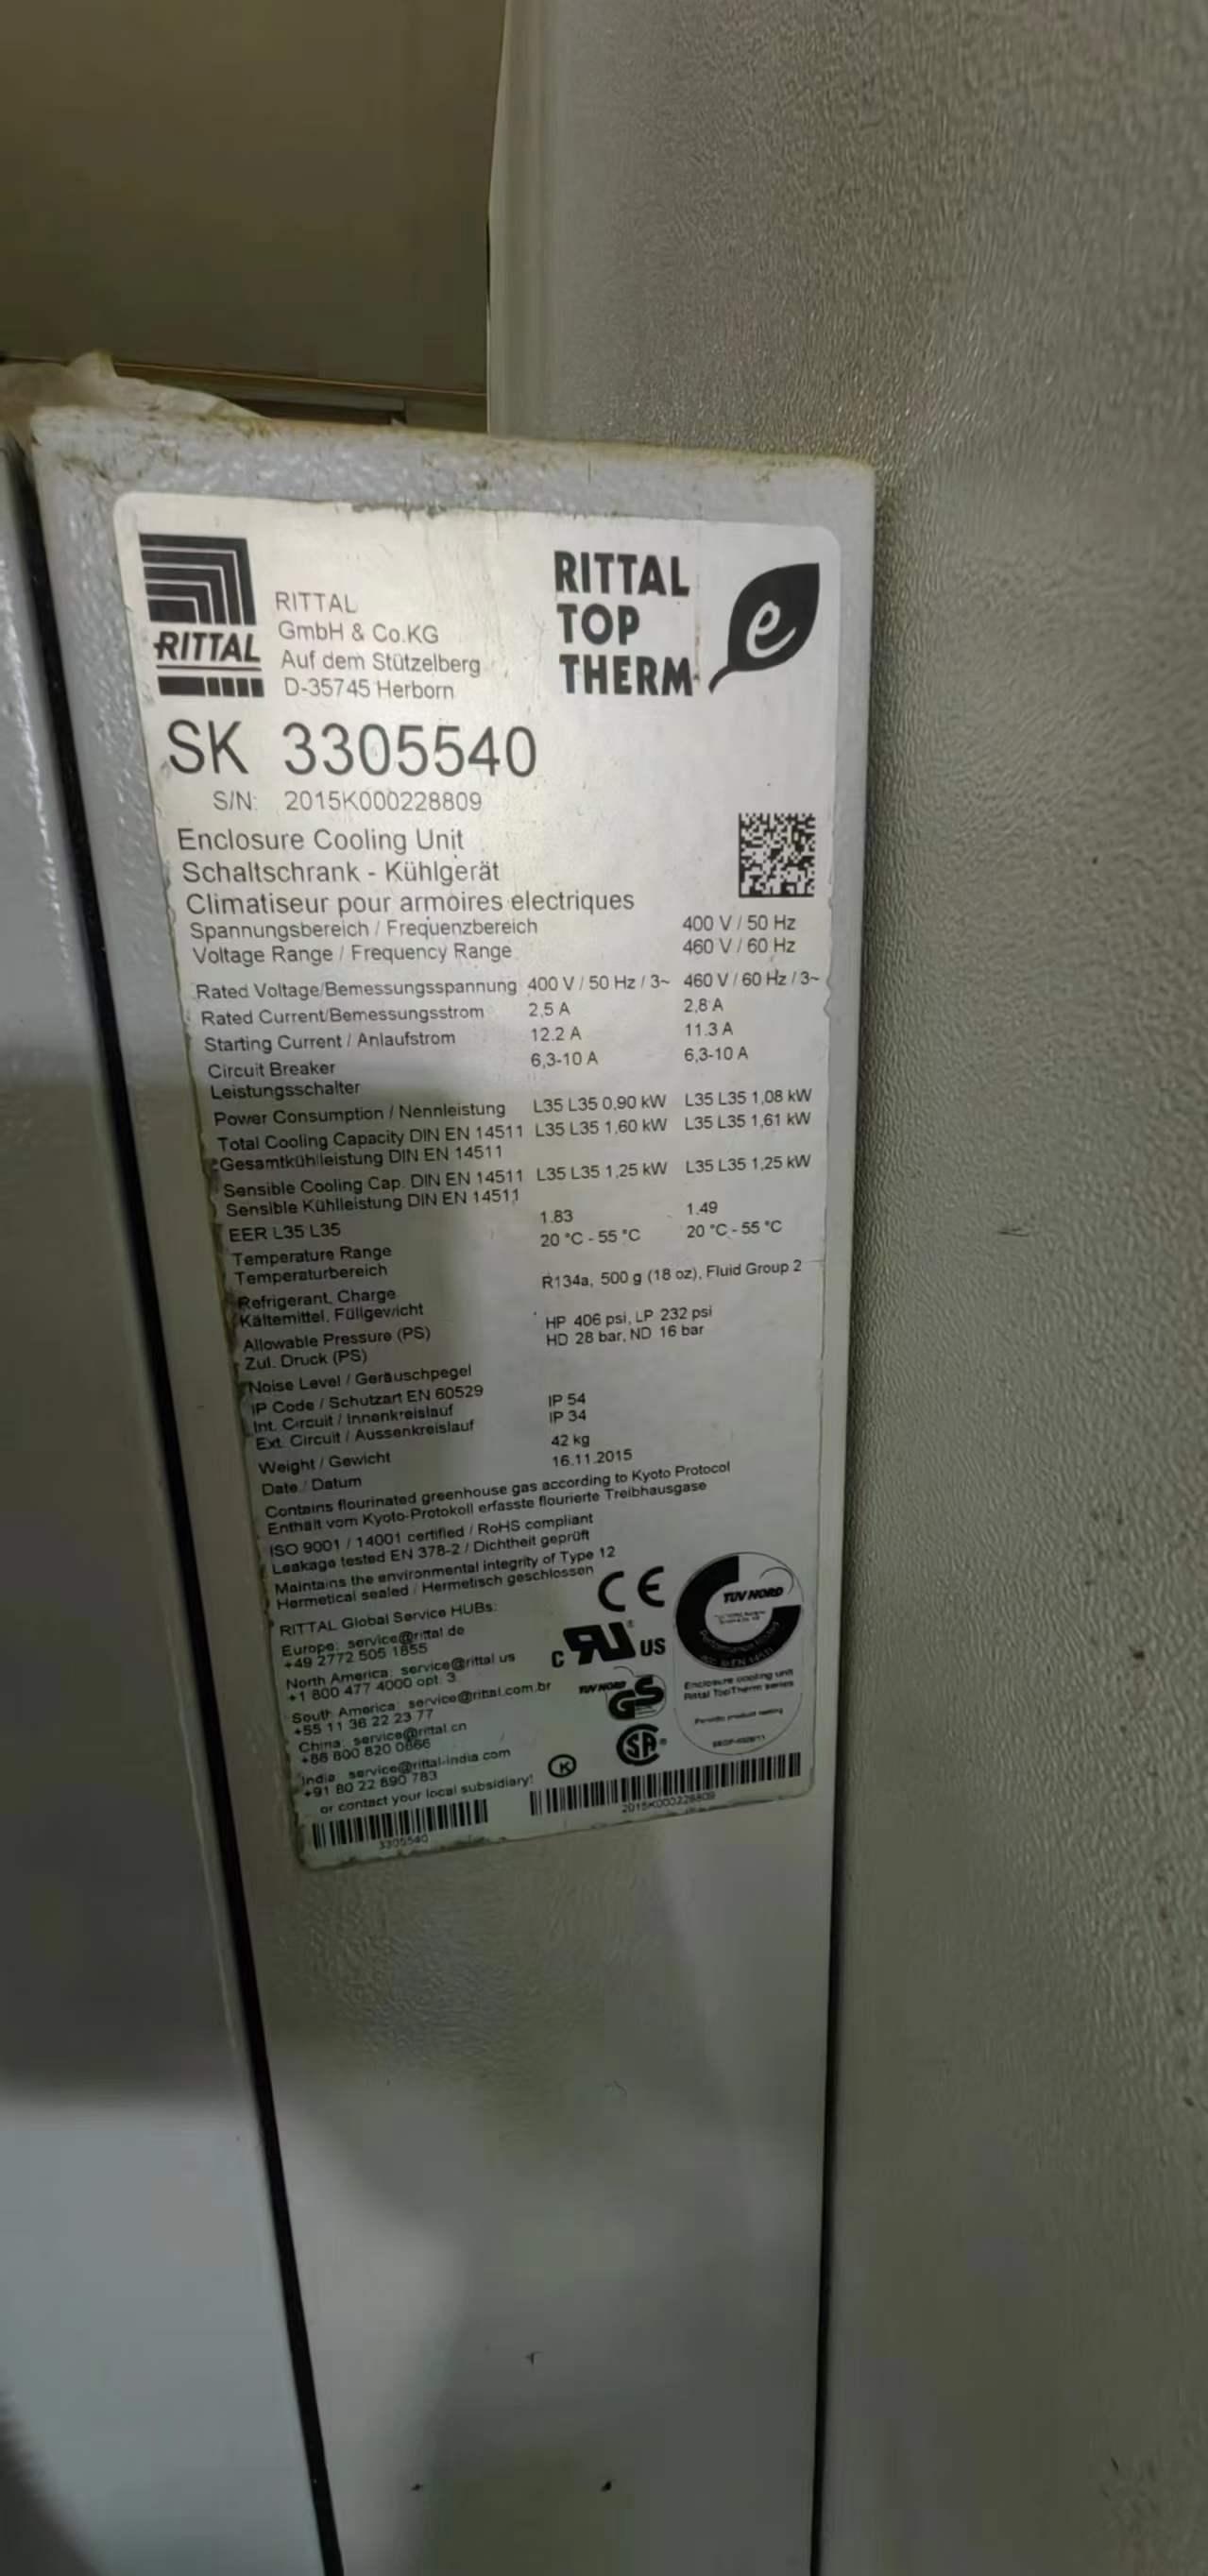 RITTAL
RITTAL
GmbH & Co.KG
Auf dem Stützelberg
D-35745 Herborn
RITTAL
TOP
THERM
e
SK 3305540
S/N: 2015K000228809
Enclosure Cooling Unit
Schaltschrank - Kühlgerät
Climatiseur pour armoires electriques
Spannungsbereich / Frequenzbereich 400 V / 50 Hz
Voltage Range / Frequency Range 460 V / 60 Hz
Rated Voltage/Bemessungsspannung 400 V / 50 Hz / 3~ 460 V / 60 Hz / 3~
Rated Current/Bemessungsstrom 2,5 A 2,8 A
Starting Current / Anlaufstrom 12.2 A 11.3 A
Circuit Breaker 6,3-10 A 6,3-10 A
Leistungsschalter
Power Consumption / Nennleistung L35 L35 0,90 kW L35 L35 1,08 kW
Total Cooling Capacity DIN EN 14511 L35 L35 1,60 kW L35 L35 1,61 kW
Gesamtkühlleistung DIN EN 14511
Sensible Cooling Cap. DIN EN 14511 L35 L35 1,25 kW L35 L35 1,25 kW
Sensible Kühlleistung DIN EN 14511
EER L35 L35 1.83 1.49
Temperature Range 20 °C - 55 °C 20 °C - 55 °C
Temperaturbereich
Refrigerant, Charge R134a, 500 g (18 oz), Fluid Group 2
Kältemittel, Füllgewicht
Allowable Pressure (PS) HP 406 psi, LP 232 psi
Zul. Druck (PS) HD 28 bar, ND 16 bar
Noise Level / Geräuschpegel
IP Code / Schutzart EN 60529
Int. Circuit / Innenkreislauf IP 54
Ext. Circuit / Aussenkreislauf IP 34
Weight / Gewicht 42 kg
Date / Datum 16.11.2015
Contains flourinated greenhouse gas according to Kyoto Protocol
Enthält vom Kyoto-Protokoll erfasste flourierte Treibhausgase
ISO 9001 / 14001 certified / RoHS compliant
Leakage tested EN 378-2 / Dichtheit geprüft
Maintains the environmental integrity of Type 12
Hermetical sealed / Hermetisch geschlossen
CE
TUV NORD
RITTAL Global Service HUBs:
Europe: service@rittal.de
+49 2772 505 1855
c RU US
North America: service@rittal.us
+1 800 477 4000 opt. 3
TUV NORD
GS
Enclosure cooling unit
Rittal TopTherm series
South America: service@rittal.com.br
+55 11 36 22 23 77
China: service@rittal.cn
+86 800 820 0866
SA
India: service@rittal-india.com
+91 80 22 890 783
K
or contact your local subsidiary!
3305540
2015K000228809